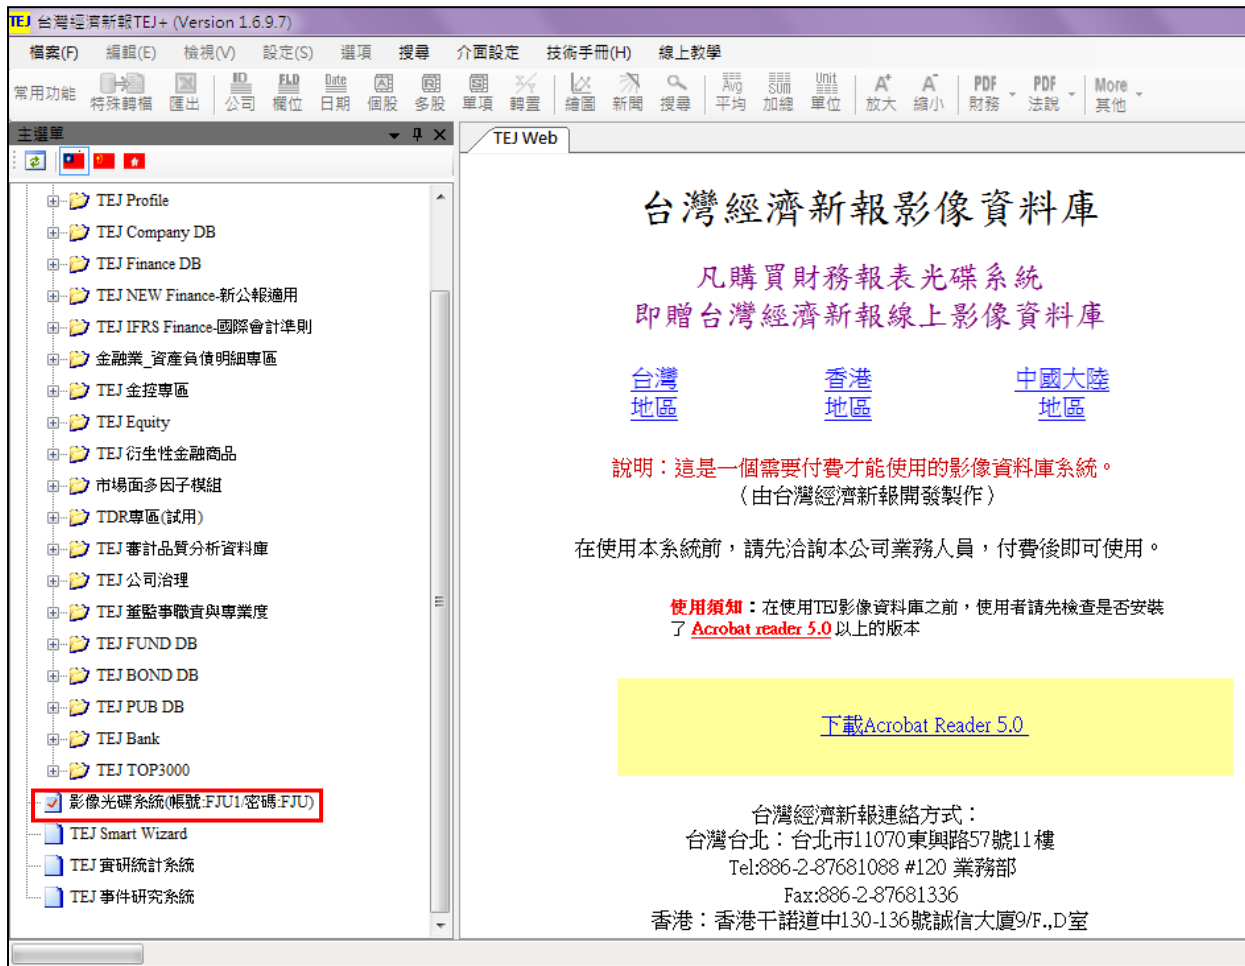 TEJ 台灣經濟新報TEJ+ (Version 1.6.9.7)
檔案(F) 編輯(E) 檢視(V) 設定(S) 選項 搜尋 介面設定 技術手冊(H) 線上教學
常用功能 特殊轉檔 匯出 ID 公司 FLD 欄位 Date 日期 個股 多股 單項 轉置 繪圖 新聞 搜尋 Avg 平均 SUM 加總 Unit 單位 A+ 放大 A- 縮小 PDF 財務 PDF 法說 More 其他
主選單
TEJ Web
TEJ Profile
TEJ Company DB
TEJ Finance DB
TEJ NEW Finance-新公報適用
TEJ IFRS Finance-國際會計準則
金融業_資產負債明細專區
TEJ 金控專區
TEJ Equity
TEJ 衍生性金融商品
市場面多因子模組
TDR專區(試用)
TEJ 審計品質分析資料庫
TEJ 公司治理
TEJ 董監事職責與專業度
TEJ FUND DB
TEJ BOND DB
TEJ PUB DB
TEJ Bank
TEJ TOP3000
影像光碟系統(帳號:FJU1/密碼:FJU)
TEJ Smart Wizard
TEJ 實研統計系統
TEJ 事件研究系統
台灣經濟新報影像資料庫
凡購買財務報表光碟系統
即贈台灣經濟新報線上影像資料庫
台灣 香港 中國大陸
地區 地區 地區
說明：這是一個需要付費才能使用的影像資料庫系統。
（由台灣經濟新報開發製作）
在使用本系統前，請先洽詢本公司業務人員，付費後即可使用。
使用須知：在使用TEJ影像資料庫之前，使用者請先檢查是否安裝
了 Acrobat reader 5.0 以上的版本
下載Acrobat Reader 5.0
台灣經濟新報連絡方式：
台灣台北：台北市11070東興路57號11樓
Tel:886-2-87681088 #120 業務部
Fax:886-2-87681336
香港：香港干諾道中130-136號誠信大廈9/F.,D室